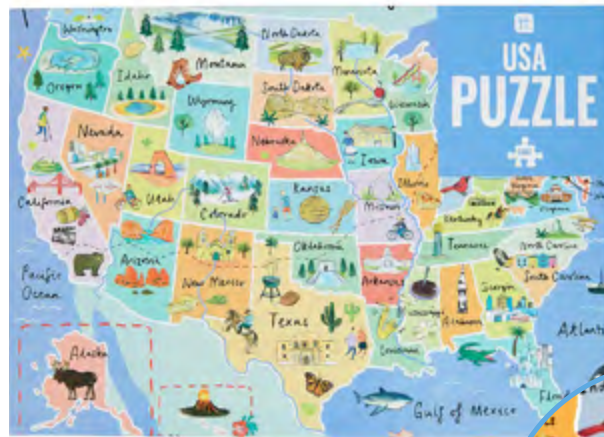 USA
PUZZLE
Washington
North Dakota
Montana
Minnesota
Oregon
Idaho
South Dakota
Wyoming
Wisconsin
Nevada
Nebraska
Iowa
Utah
Colorado
Kansas
Missouri
California
Kentucky
Tennessee
North Carolina
Arizona
New Mexico
Oklahoma
Arkansas
South Carolina
Pacific
Ocean
Texas
Mississippi
Alabama
Georgia
Louisiana
Atlant
Alaska
Gulf of Mexico